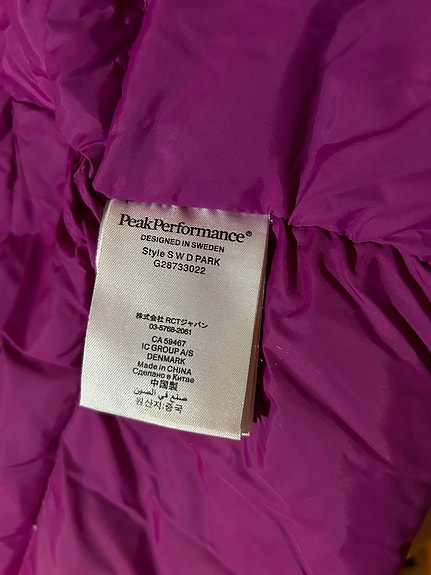 PeakPerformance®
DESIGNED IN SWEDEN
Style S W D PARK
G28733022
株式会社 RCTジャパン
03-5768-2061
CA 59467
IC GROUP A/S
DENMARK
Made in CHINA
Сделано в Китае
中国製
صنع في الصين
원산지:중국